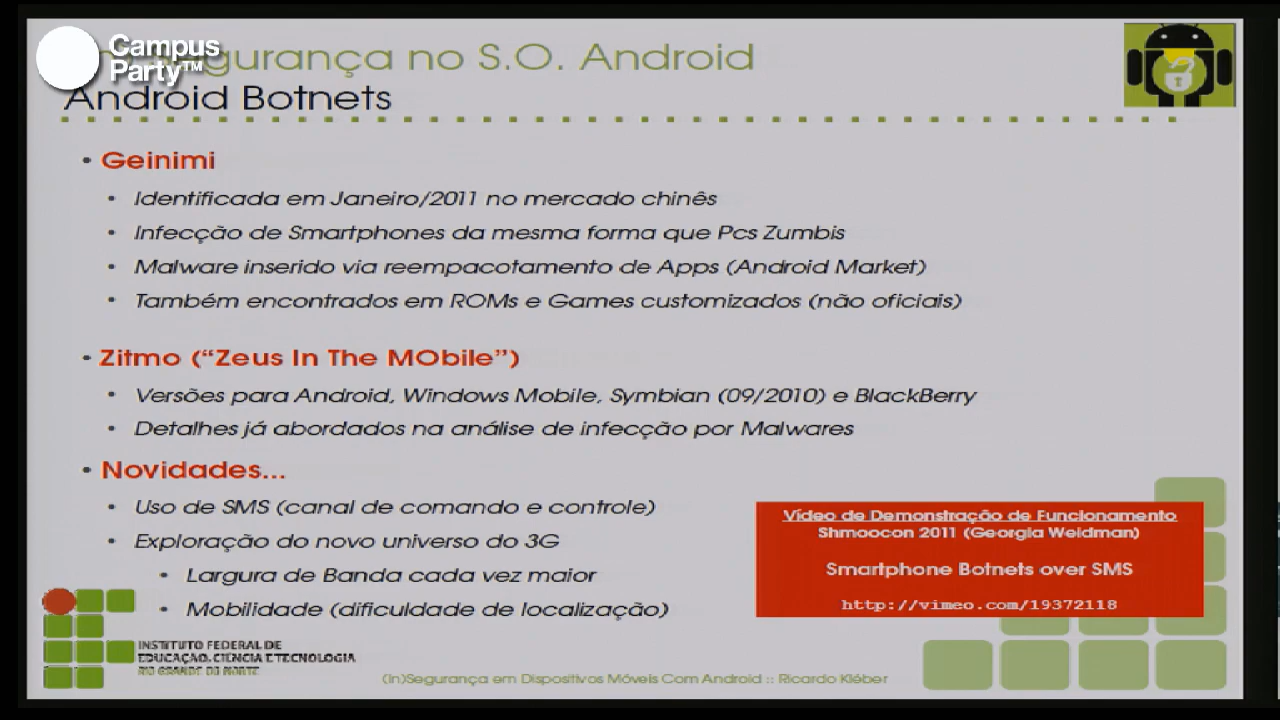 Campus
Party™
segurança no S.O. Android
Android Botnets
• Geinimi
• Identificada em Janeiro/2011 no mercado chinês
• Infecção de Smartphones da mesma forma que Pcs Zumbis
• Malware inserido via reempacotamento de Apps (Android Market)
• Também encontrados em ROMs e Games customizados (não oficiais)
• Zitmo (“Zeus In The MObile”)
• Versões para Android, Windows Mobile, Symbian (09/2010) e BlackBerry
• Detalhes já abordados na análise de infecção por Malwares
• Novidades...
• Uso de SMS (canal de comando e controle)
• Exploração do novo universo do 3G
• Largura de Banda cada vez maior
• Mobilidade (dificuldade de localização)
Vídeo de Demonstração de Funcionamento
Shmoocon 2011 (Georgia Weidman)
Smartphone Botnets over SMS
http://vimeo.com/19372118
INSTITUTO FEDERAL DE
EDUCAÇÃO, CIÊNCIA E TECNOLOGIA
RIO GRANDE DO NORTE
(In)Segurança em Dispositivos Móveis Com Android :: Ricardo Kléber